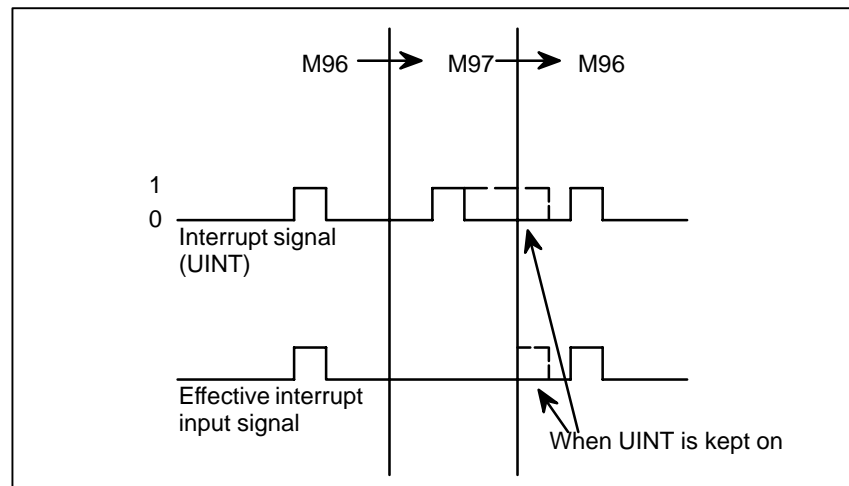 M96 M97 M96
1
0
Interrupt signal
(UINT)
Effective interrupt
input signal
When UINT is kept on